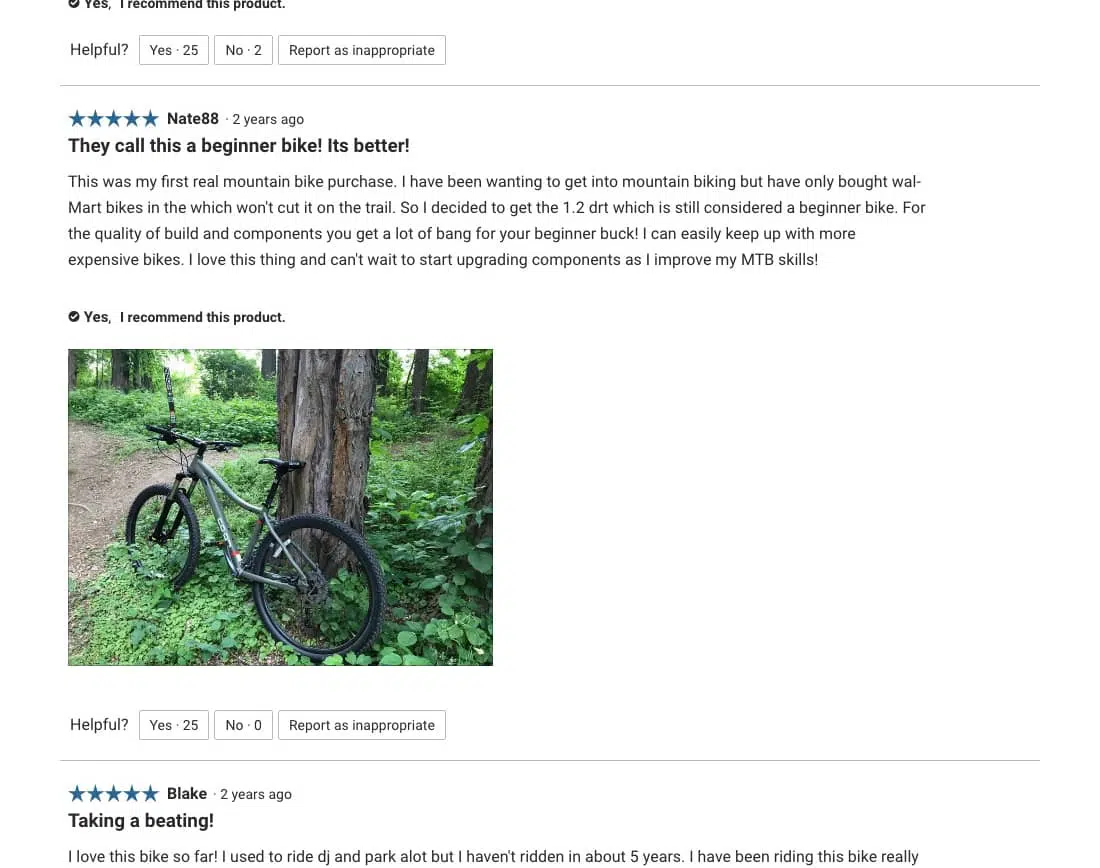 Yes, I recommend this product.
Helpful? Yes · 25 No · 2 Report as inappropriate
★★★★★ Nate88 · 2 years ago
They call this a beginner bike! Its better!
This was my first real mountain bike purchase. I have been wanting to get into mountain biking but have only bought wal-
Mart bikes in the which won't cut it on the trail. So I decided to get the 1.2 drt which is still considered a beginner bike. For
the quality of build and components you get a lot of bang for your beginner buck! I can easily keep up with more
expensive bikes. I love this thing and can't wait to start upgrading components as I improve my MTB skills!
Yes, I recommend this product.
Helpful? Yes · 25 No · 0 Report as inappropriate
★★★★★ Blake · 2 years ago
Taking a beating!
I love this bike so far! I used to ride dj and park alot but I haven't ridden in about 5 years. I have been riding this bike really